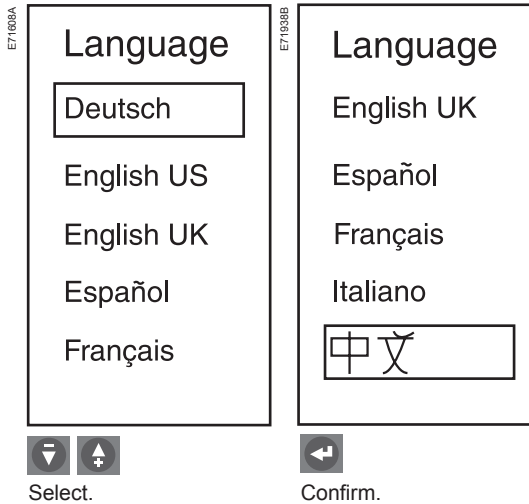 E71608A
Language
Deutsch
English US
English UK
Español
Français
Select.
E71938B
Language
English UK
Español
Français
Italiano
中文
Confirm.